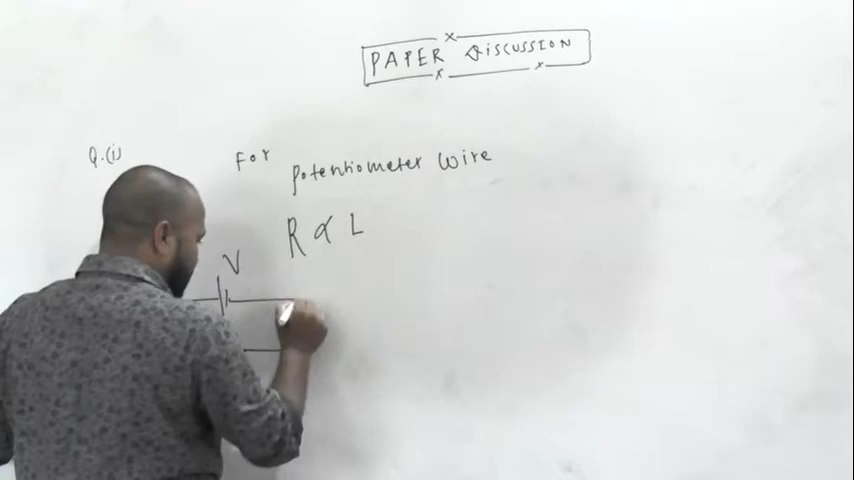 PAPER DISCUSSION
Q.(i)
For
potentiometer wire
R ∝ L
V